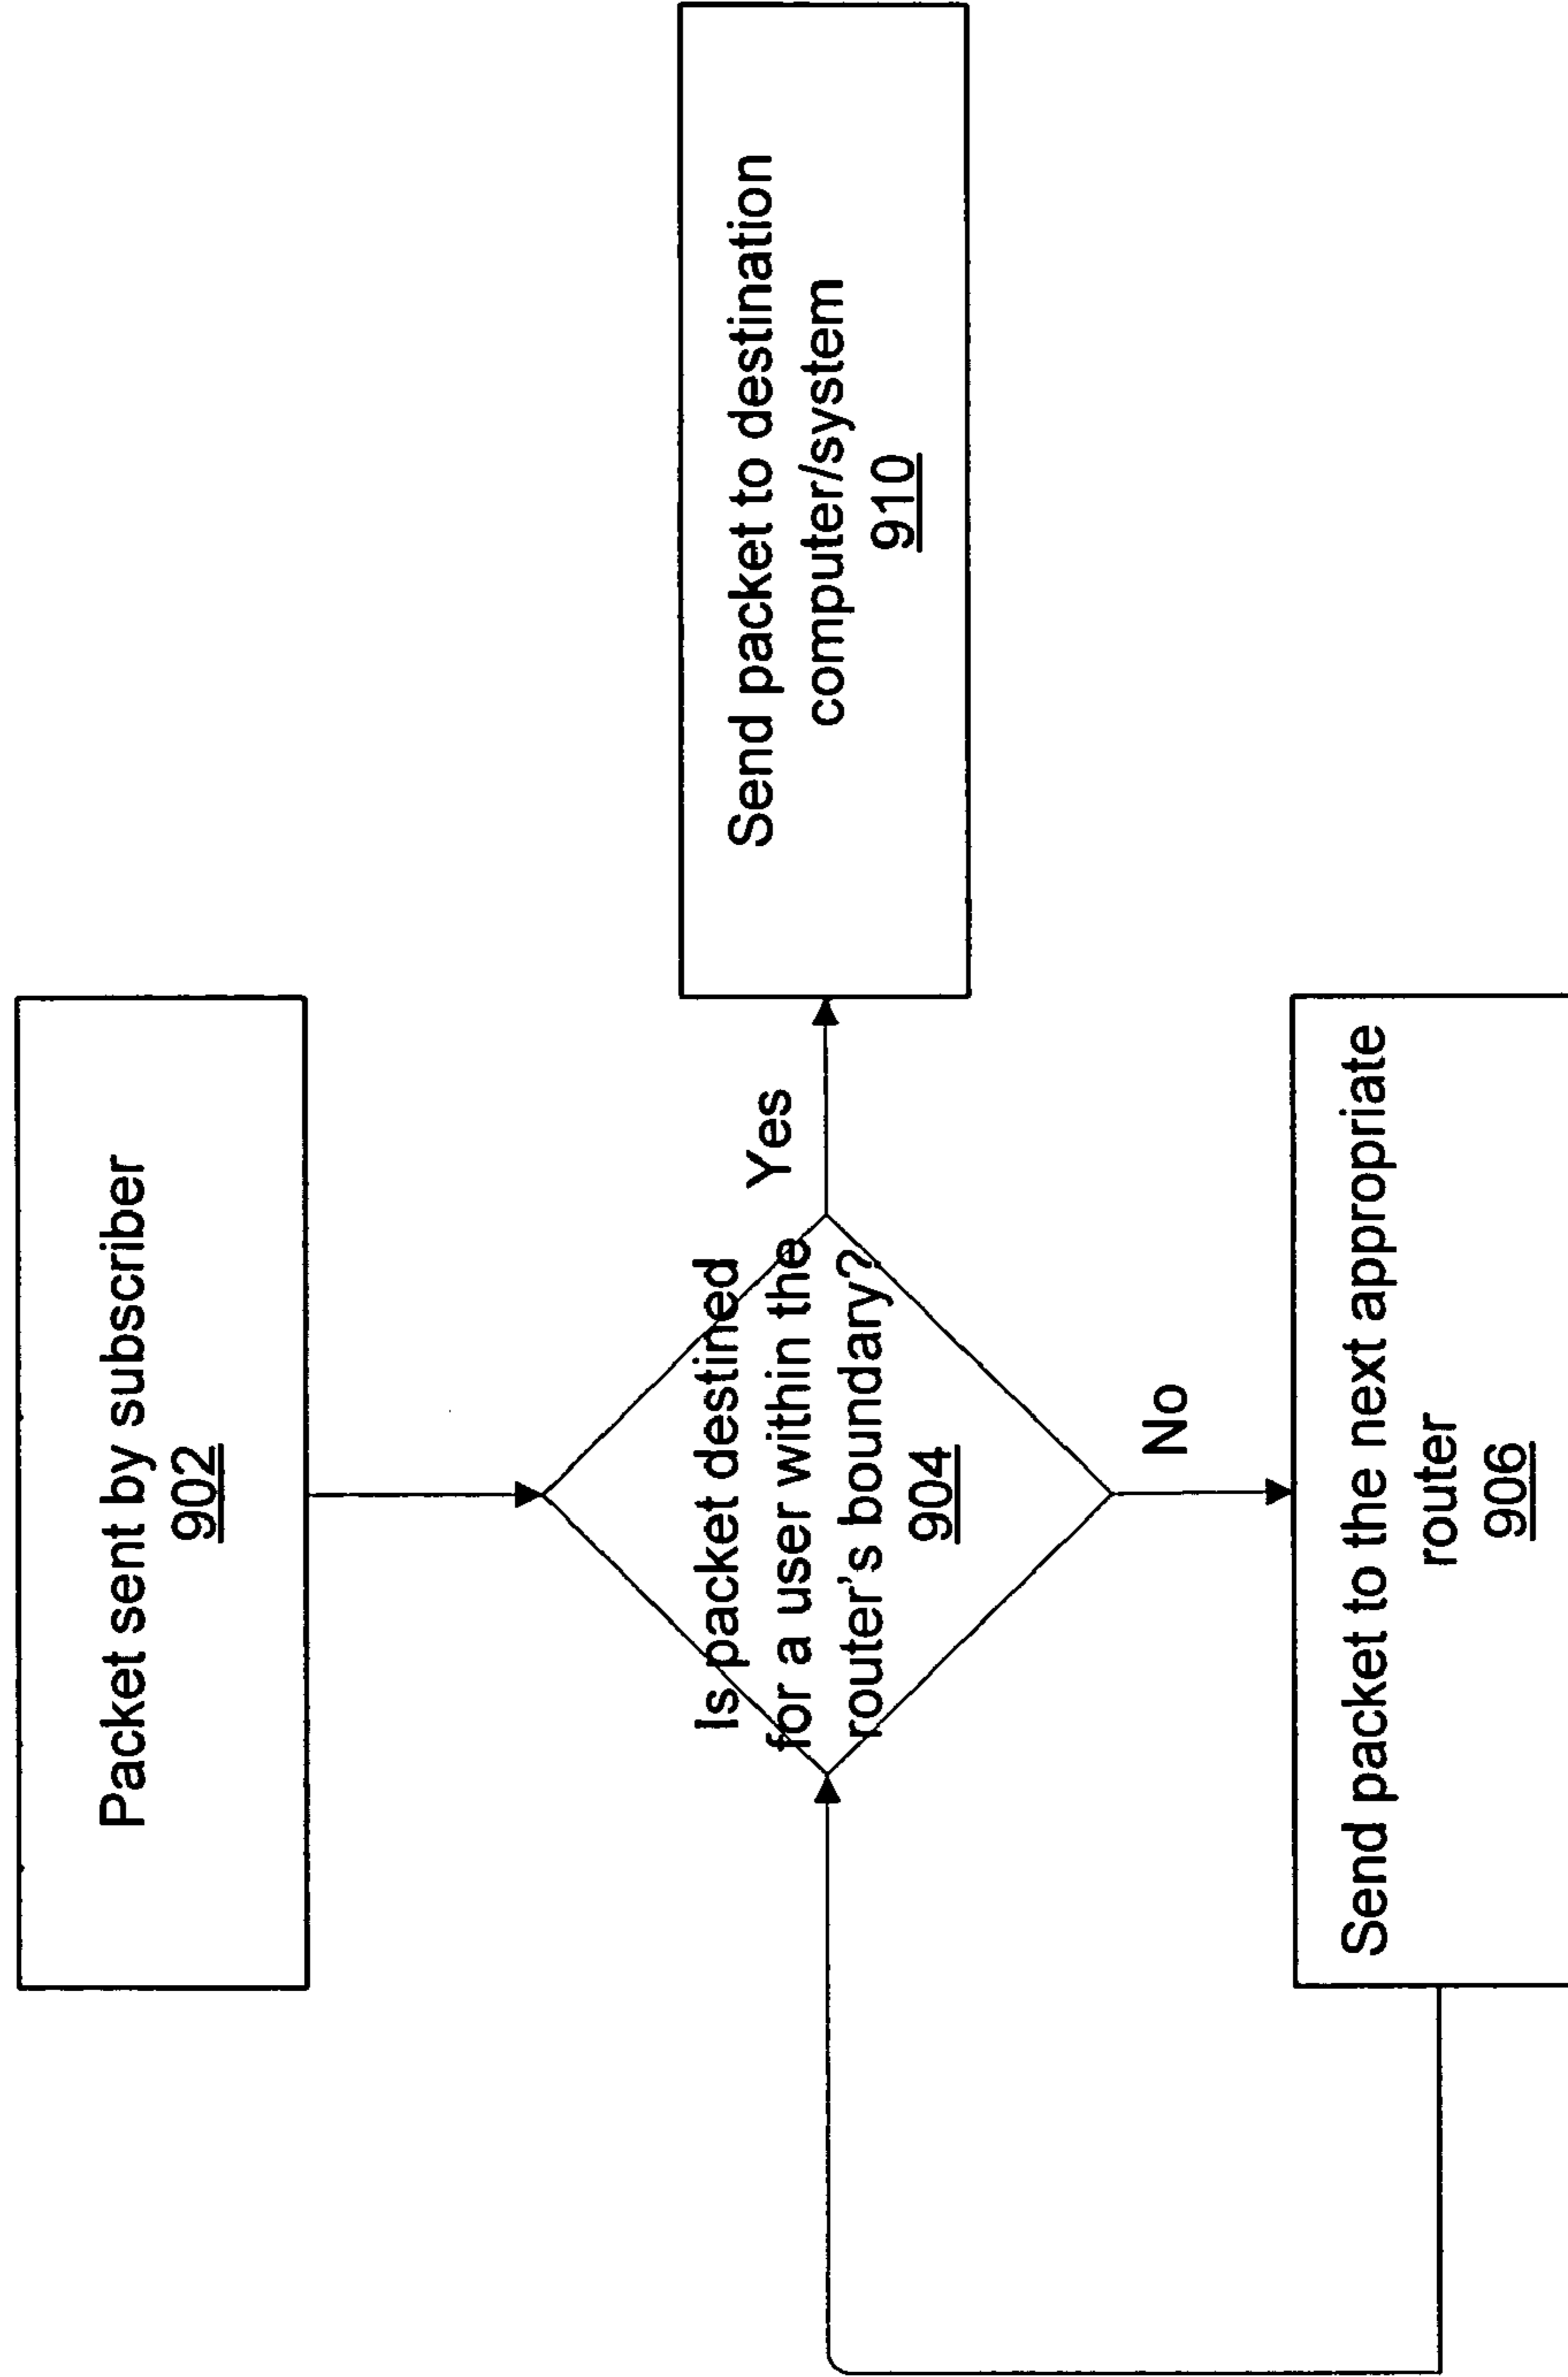 Packet sent by subscriber
902
Is packet destined
for a user within the
router's boundary?
904
Yes
Send packet to destination
computer/system
910
No
Send packet to the next appropriate
router
906